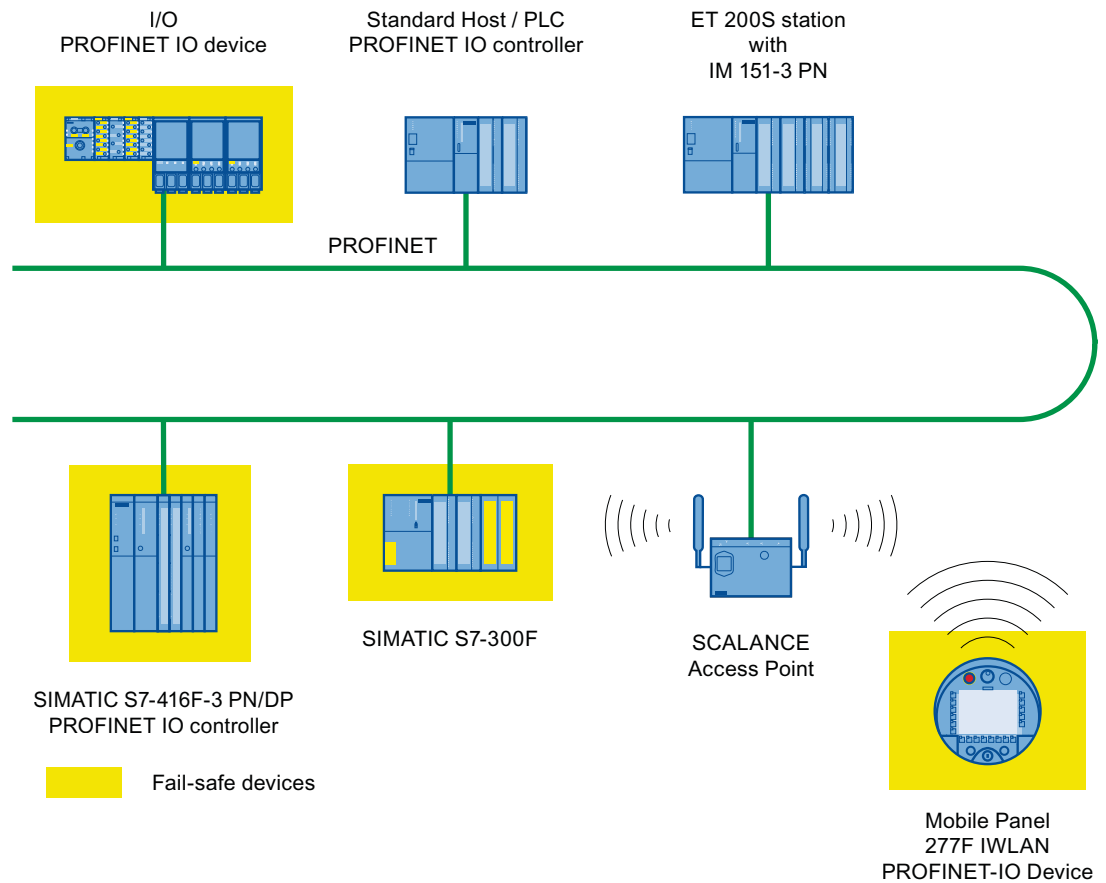 I/O
PROFINET IO device
Standard Host / PLC
PROFINET IO controller
ET 200S station
with
IM 151-3 PN
PROFINET
SIMATIC S7-416F-3 PN/DP
PROFINET IO controller
SIMATIC S7-300F
SCALANCE
Access Point
Mobile Panel
277F IWLAN
PROFINET-IO Device
Fail-safe devices